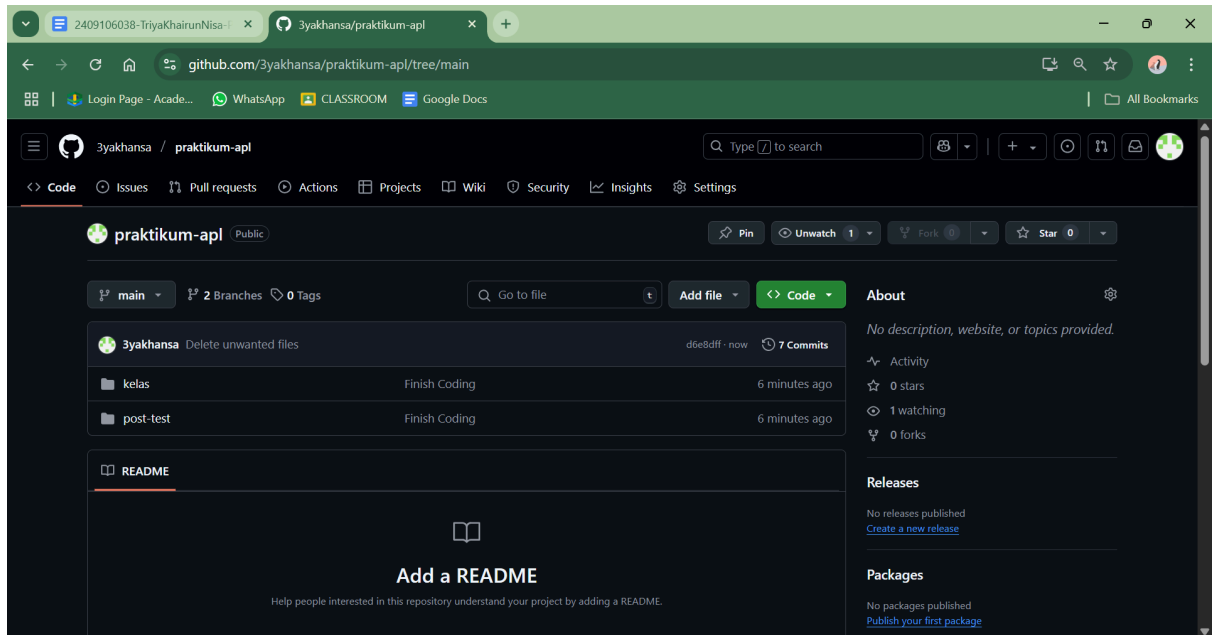 2409106038-TriyaKhairunNisa-P
3yakhansa/praktikum-apl
github.com/3yakhansa/praktikum-apl/tree/main
Login Page - Acade... WhatsApp CLASSROOM Google Docs All Bookmarks
3yakhansa / praktikum-apl Type / to search
Code Issues Pull requests Actions Projects Wiki Security Insights Settings
praktikum-apl Public Pin Unwatch 1 Fork 0 Star 0
main 2 Branches 0 Tags Go to file t Add file Code
3yakhansa Delete unwanted files d6e8dff · now 7 Commits
kelas Finish Coding 6 minutes ago
post-test Finish Coding 6 minutes ago
README
Add a README
Help people interested in this repository understand your project by adding a README.
About
No description, website, or topics provided.
Activity
0 stars
1 watching
0 forks
Releases
No releases published
Create a new release
Packages
No packages published
Publish your first package